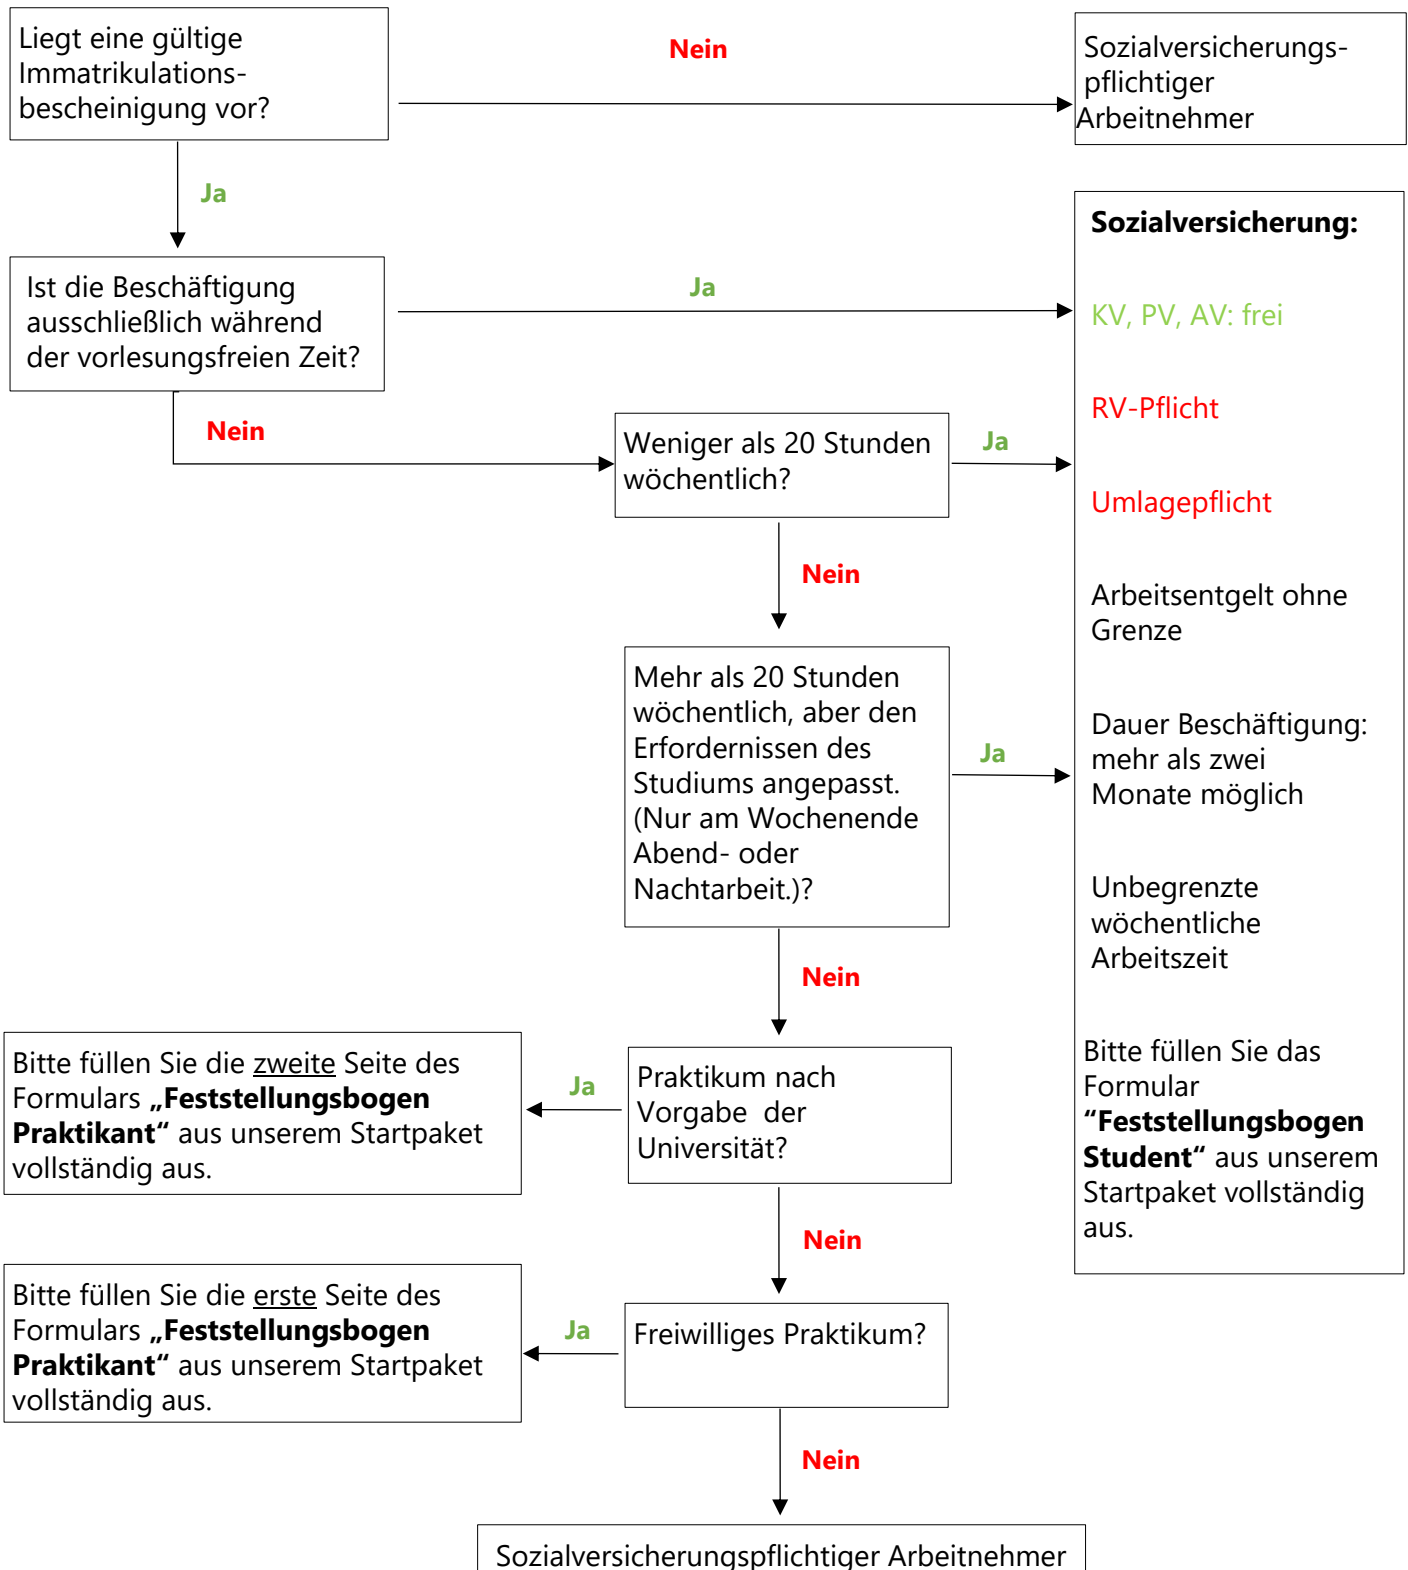 Liegt eine gültige
Immatrikulations-
bescheinigung vor?
Nein
Sozialversicherungs-
pflichtiger
Arbeitnehmer
Ja
Ist die Beschäftigung
ausschließlich während
der vorlesungsfreien Zeit?
Ja
Nein
Weniger als 20 Stunden
wöchentlich?
Ja
Nein
Mehr als 20 Stunden
wöchentlich, aber den
Erfordernissen des
Studiums angepasst.
(Nur am Wochenende
Abend- oder
Nachtarbeit.)?
Ja
Nein
Sozialversicherung:
KV, PV, AV: frei
RV-Pflicht
Umlagepflicht
Arbeitsentgelt ohne
Grenze
Dauer Beschäftigung:
mehr als zwei
Monate möglich
Unbegrenzte
wöchentliche
Arbeitszeit
Bitte füllen Sie das
Formular
“Feststellungsbogen
Student“ aus unserem
Startpaket vollständig
aus.
Praktikum nach
Vorgabe der
Universität?
Ja
Bitte füllen Sie die zweite Seite des
Formulars „Feststellungsbogen
Praktikant“ aus unserem Startpaket
vollständig aus.
Nein
Freiwilliges Praktikum?
Ja
Bitte füllen Sie die erste Seite des
Formulars „Feststellungsbogen
Praktikant“ aus unserem Startpaket
vollständig aus.
Nein
Sozialversicherungspflichtiger Arbeitnehmer